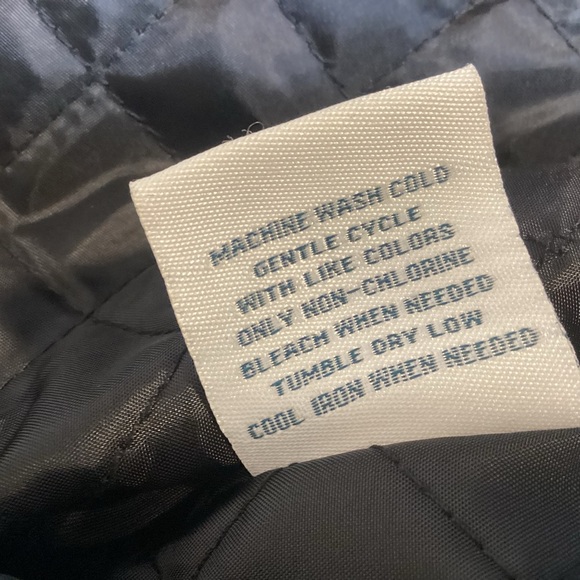 MACHINE WASH COLD
GENTLE CYCLE
WITH LIKE COLORS
ONLY NON-CHLORINE
BLEACH WHEN NEEDED
TUMBLE DRY LOW
COOL IRON WHEN NEEDED